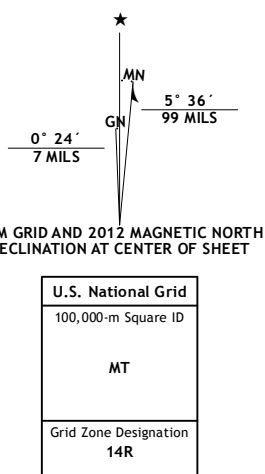 ★
MN
5° 36´
99 MILS
GN
0° 24´
7 MILS
M GRID AND 2012 MAGNETIC NORTH
ECLINATION AT CENTER OF SHEET
U.S. National Grid
100,000-m Square ID
MT
Grid Zone Designation
14R